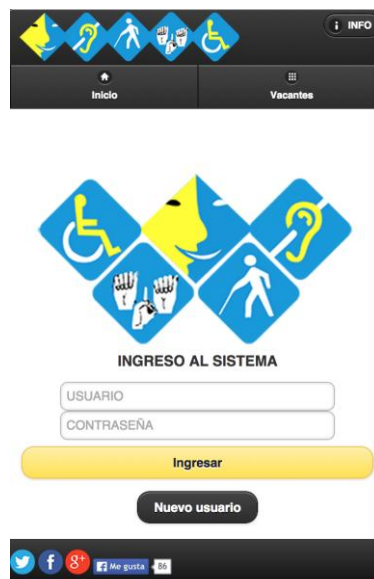 INFO
Inicio
Vacantes
INGRESO AL SISTEMA
USUARIO
CONTRASEÑA
Ingresar
Nuevo usuario
Me gusta 86